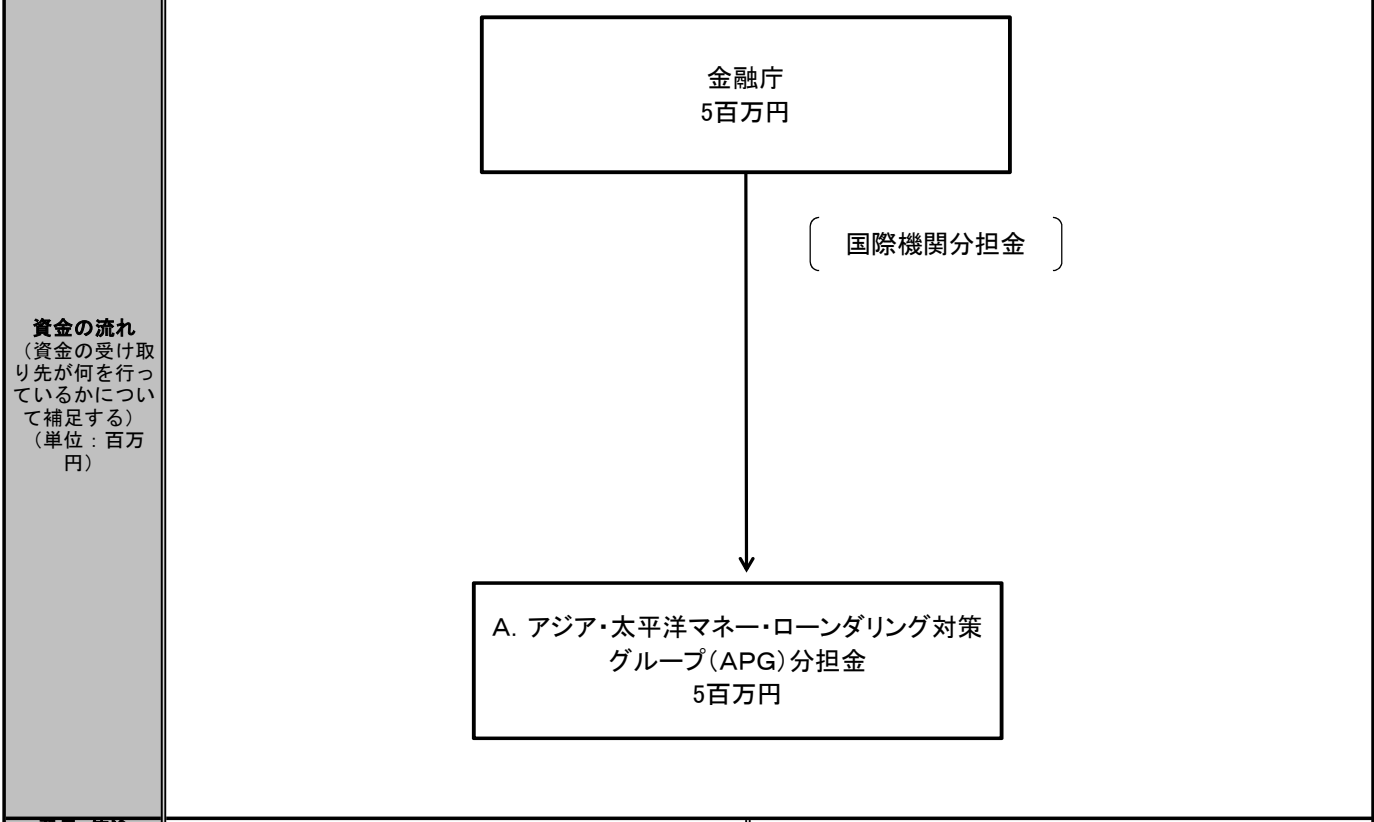 金融庁
5百万円
国際機関分担金
資金の流れ
（資金の受け取
り先が何を行っ
ているかについ
て補足する）
（単位：百万
円）
A．アジア・太平洋マネー・ローンダリング対策
グループ（APG）分担金
5百万円